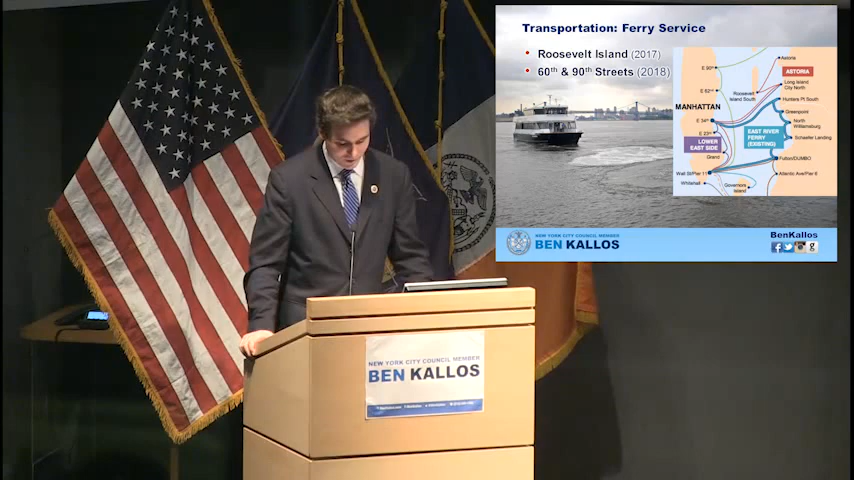 Transportation: Ferry Service
• Roosevelt Island (2017)
• 60th & 90th Streets (2018)
E 90th
Astoria
ASTORIA
Long Island
City North
E 62nd
Roosevelt
Island South
Hunters Pt South
MANHATTAN
Greenpoint
E 34th
North
Williamsburg
E 23rd
EAST RIVER
FERRY
(EXISTING)
Schaefer Landing
LOWER
EAST SIDE
Grand
Fulton/DUMBO
Wall St/Pier 11
Atlantic Ave/Pier 6
Whitehall
Governors
Island
NEW YORK CITY COUNCIL MEMBER
BEN KALLOS
BenKallos
NEW YORK CITY COUNCIL MEMBER
BEN KALLOS